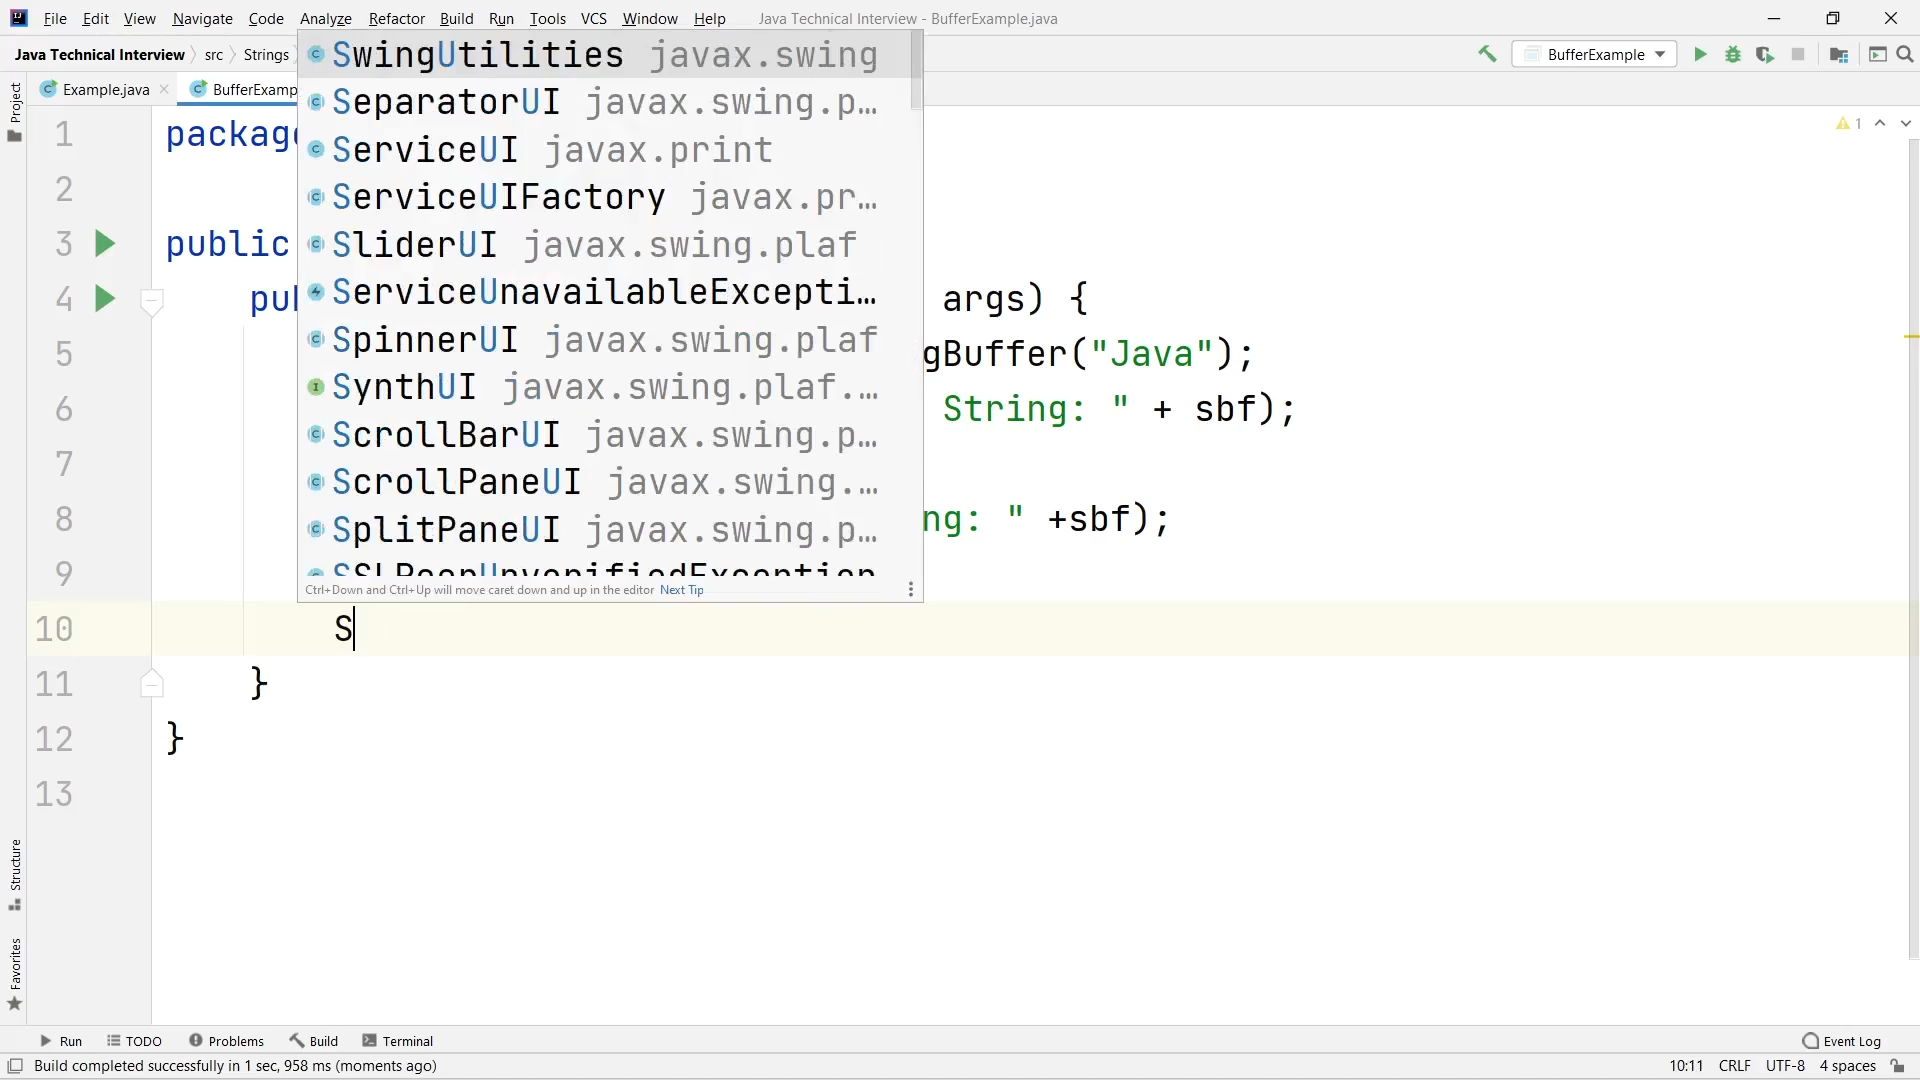 File Edit View Navigate Code Analyze Refactor Build Run Tools VCS Window Help Java Technical Interview - BufferExample.java
Java Technical Interview src Strings BufferExample
Example.java BufferExamp
Project
1 package
2
3 public
4 pub args) {
5 gBuffer("Java");
6 String: " + sbf);
7
8 ng: " +sbf);
9
10 S
11 }
12 }
13
SwingUtilities javax.swing
SeparatorUI javax.swing.p…
ServiceUI javax.print
ServiceUIFactory javax.pr…
SliderUI javax.swing.plaf
ServiceUnavailableExcepti…
SpinnerUI javax.swing.plaf
SynthUI javax.swing.plaf.…
ScrollBarUI javax.swing.p…
ScrollPaneUI javax.swing.…
SplitPaneUI javax.swing.p…
SSLPeerUnverifiedException
Ctrl+Down and Ctrl+Up will move caret down and up in the editor Next Tip
1
Structure
Favorites
Run TODO Problems Build Terminal Event Log
Build completed successfully in 1 sec, 958 ms (moments ago) 10:11 CRLF UTF-8 4 spaces